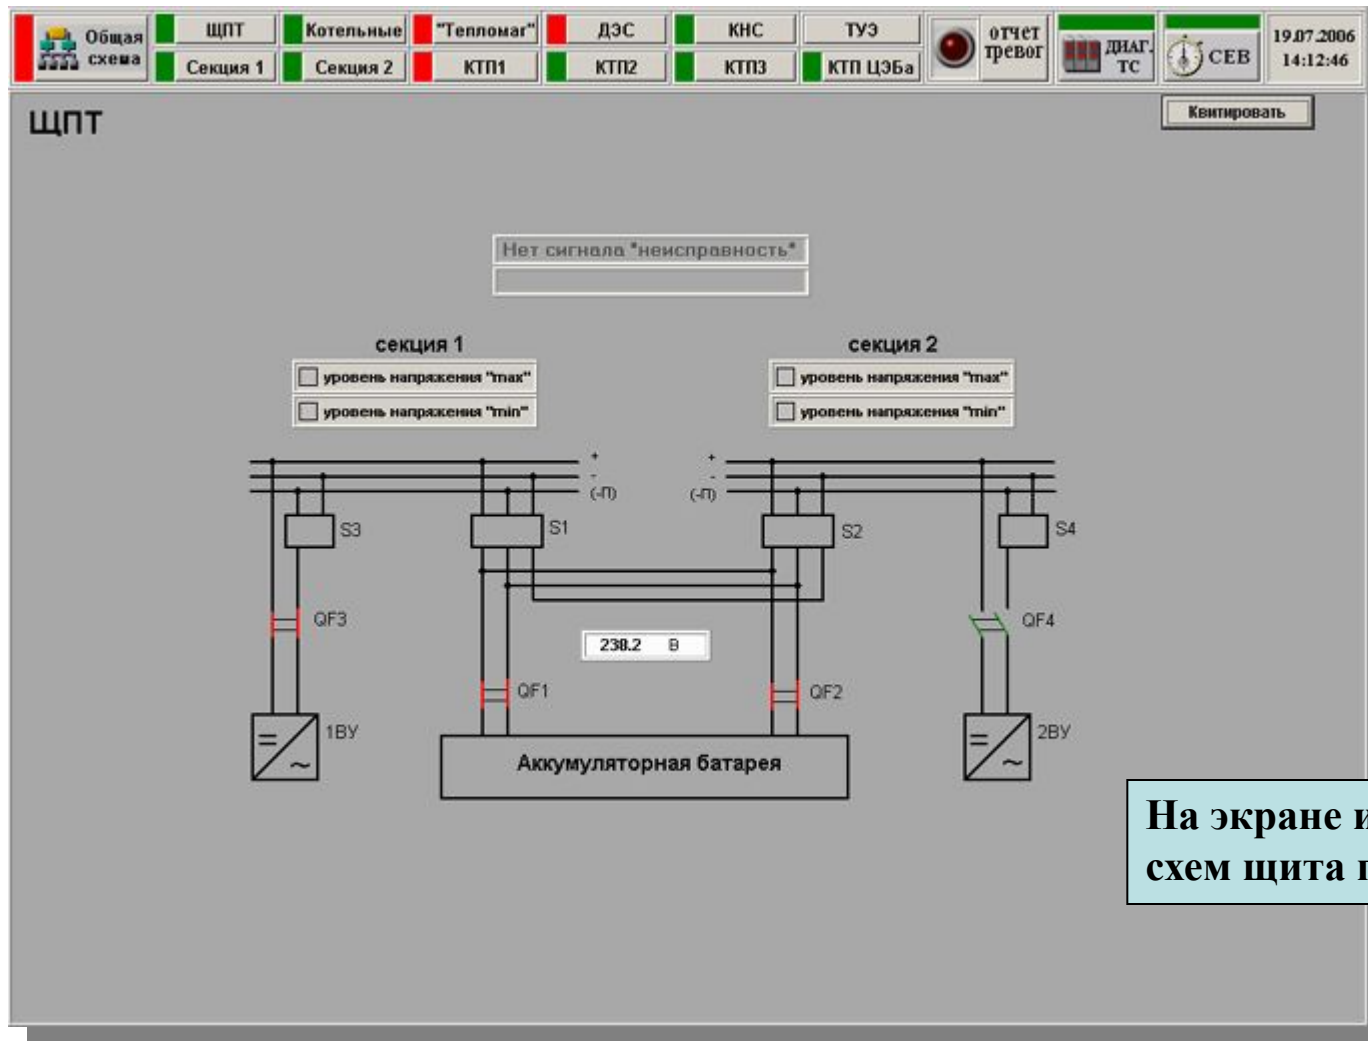 Общая схема
ЩПТ
Котельные
"Тепломаг"
ДЭС
КНС
ТУЭ
отчет тревог
ДИАГ. ТС
СЕВ
19.07.2006
14:12:46
Секция 1
Секция 2
КТП1
КТП2
КТП3
КТП ЦЭБа
Квитировать
ЩПТ
Нет сигнала "неисправность"
секция 1
секция 2
уровень напряжения "max"
уровень напряжения "max"
уровень напряжения "min"
уровень напряжения "min"
+
+
-
-
(-П)
(-П)
S3
S1
S2
S4
QF3
QF4
238.2 В
QF1
QF2
1ВУ
2ВУ
= ~
= ~
Аккумуляторная батарея
На экране
схем щита